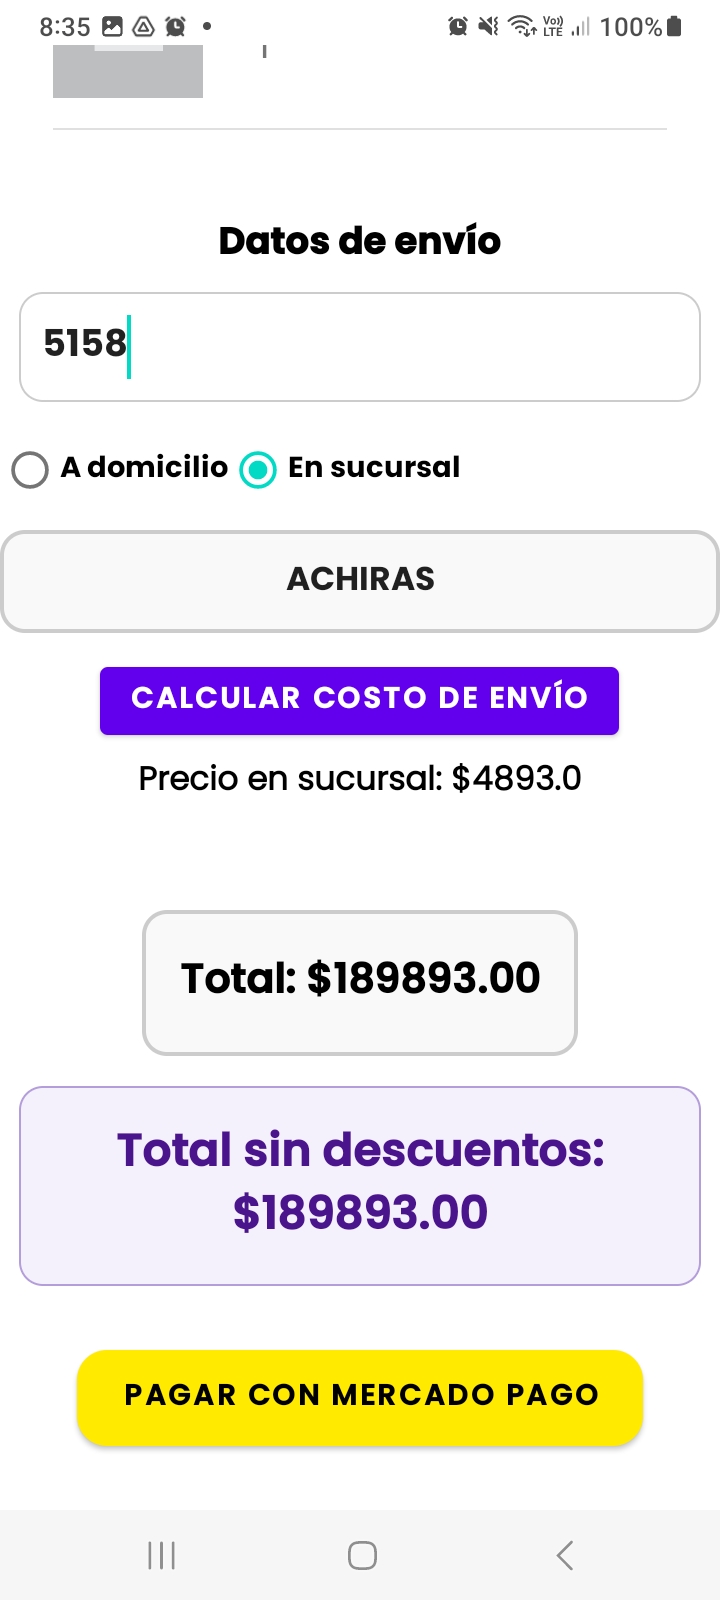 8:35
Vo))
LTE
100%
Datos de envío
5158
A domicilio
En sucursal
ACHIRAS
CALCULAR COSTO DE ENVÍO
Precio en sucursal: $4893.0
Total: $189893.00
Total sin descuentos:
$189893.00
PAGAR CON MERCADO PAGO